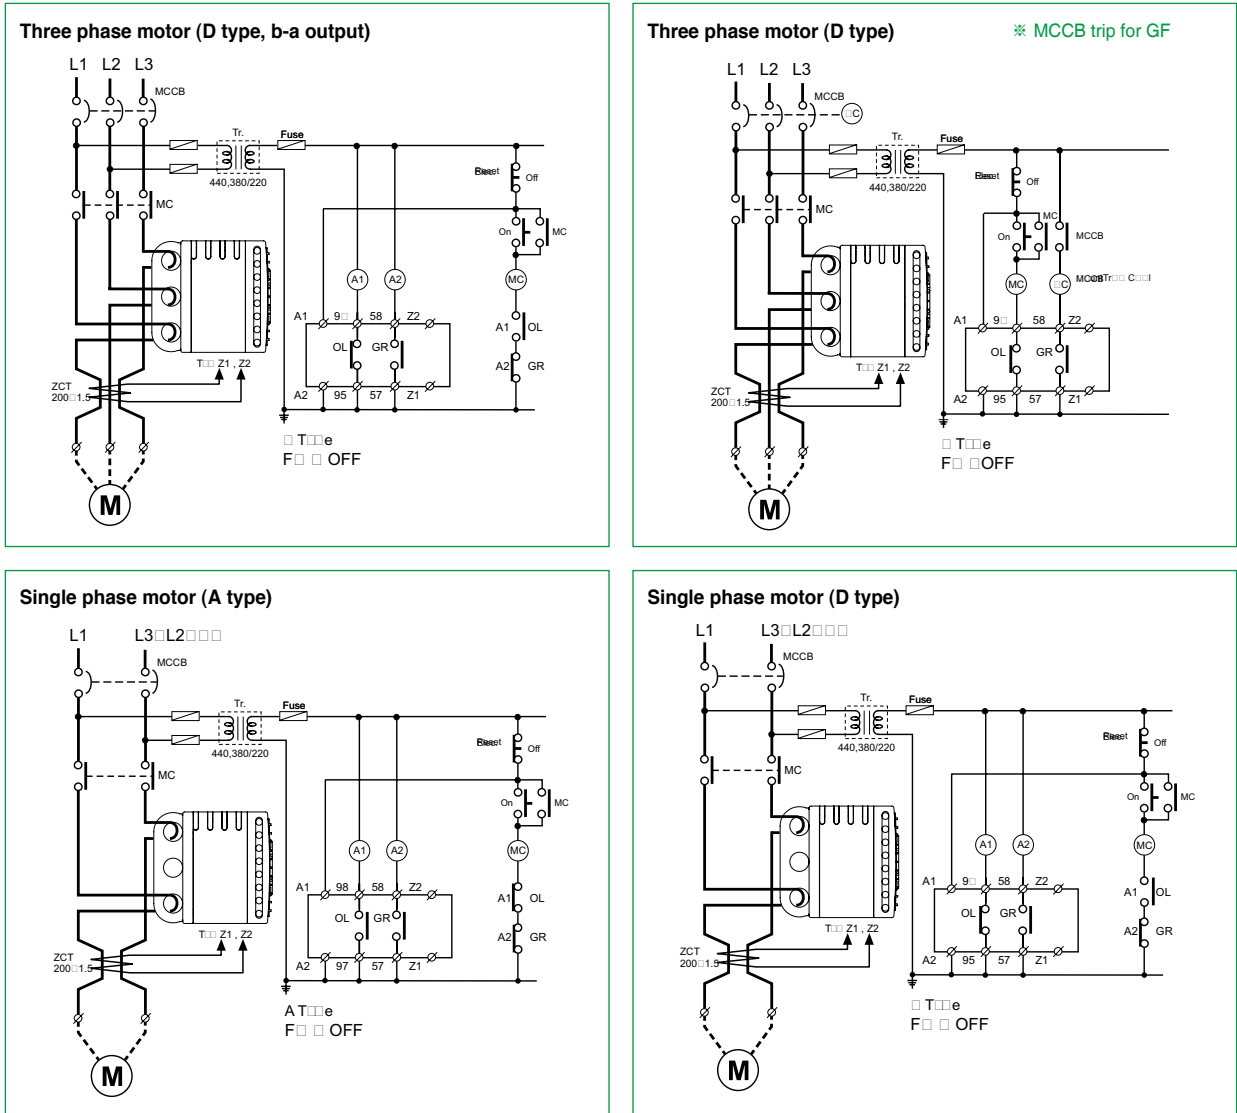 Three phase motor (D type, b-a output)
L1 L2 L3
MCCB
Tr.
Fuse
440,380/220
Off
MC
On
MC
A1
A2
MC
A1
58
Z2
A1
OL
OL
GR
A2
GR
Z1 , Z2
ZCT
A2
95
57
Z1
OFF
M
Three phase motor (D type)
※ MCCB trip for GF
L1
L2
L3
MCCB
Tr.
Fuse
440,380/220
Off
MC
MC
On
MCCB
MC
A1
58
Z2
OL
GR
Z1 , Z2
ZCT
A2
95
57
Z1
OFF
M
Single phase motor (A type)
L1
L3 L2
MCCB
Tr.
Fuse
440,380/220
Off
MC
On
MC
A1
A2
MC
A1
98
58
Z2
A1
OL
OL
GR
A2
GR
Z1 , Z2
ZCT
A2
97
57
Z1
A
OFF
M
Single phase motor (D type)
L1
L3 L2
MCCB
Tr.
Fuse
440,380/220
Off
MC
On
MC
A1
A2
MC
A1
58
Z2
A1
OL
OL
GR
A2
GR
Z1 , Z2
ZCT
A2
95
57
Z1
OFF
M